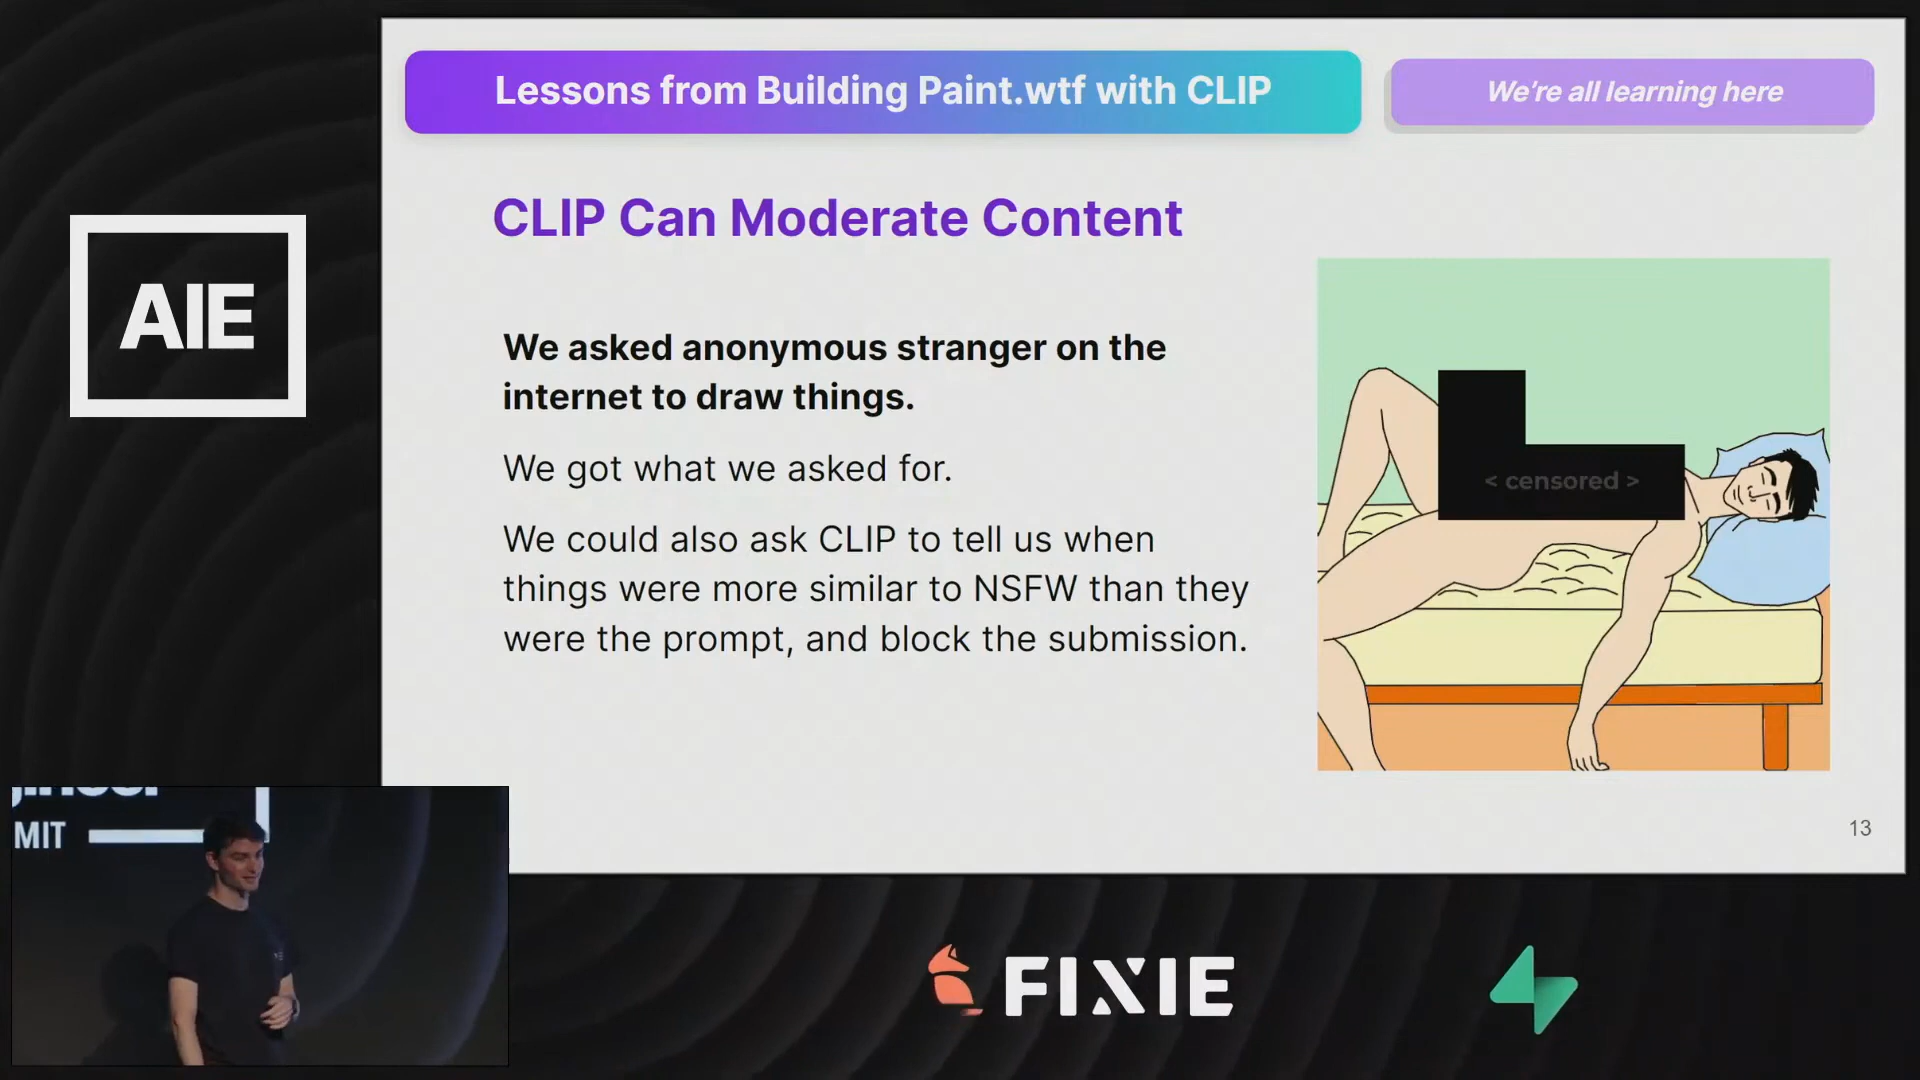 Lessons from Building Paint.wtf with CLIP
We're all learning here
AIE
CLIP Can Moderate Content
We asked anonymous stranger on the
internet to draw things.
We got what we asked for.
We could also ask CLIP to tell us when
things were more similar to NSFW than they
were the prompt, and block the submission.
< censored >
13
MIT
FIXIE